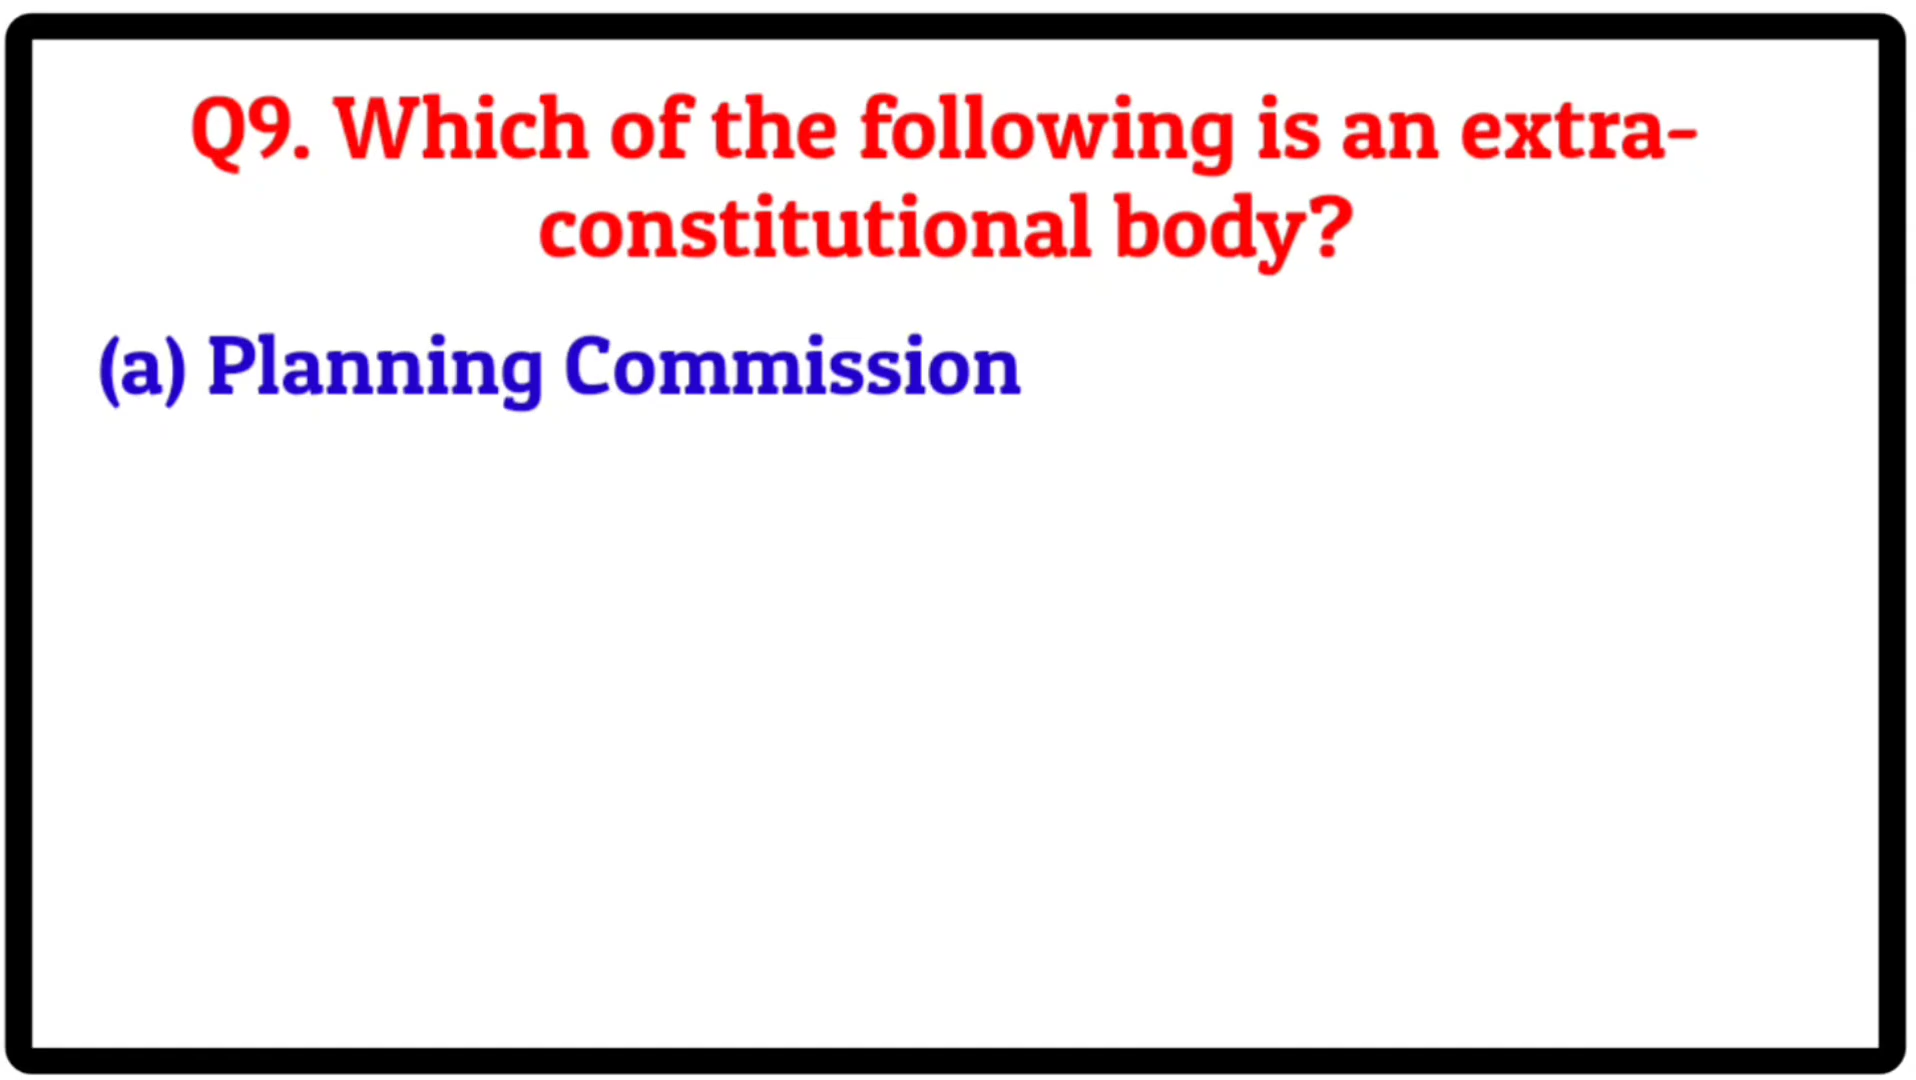 Q9. Which of the following is an extra-
constitutional body?
(a) Planning Commission